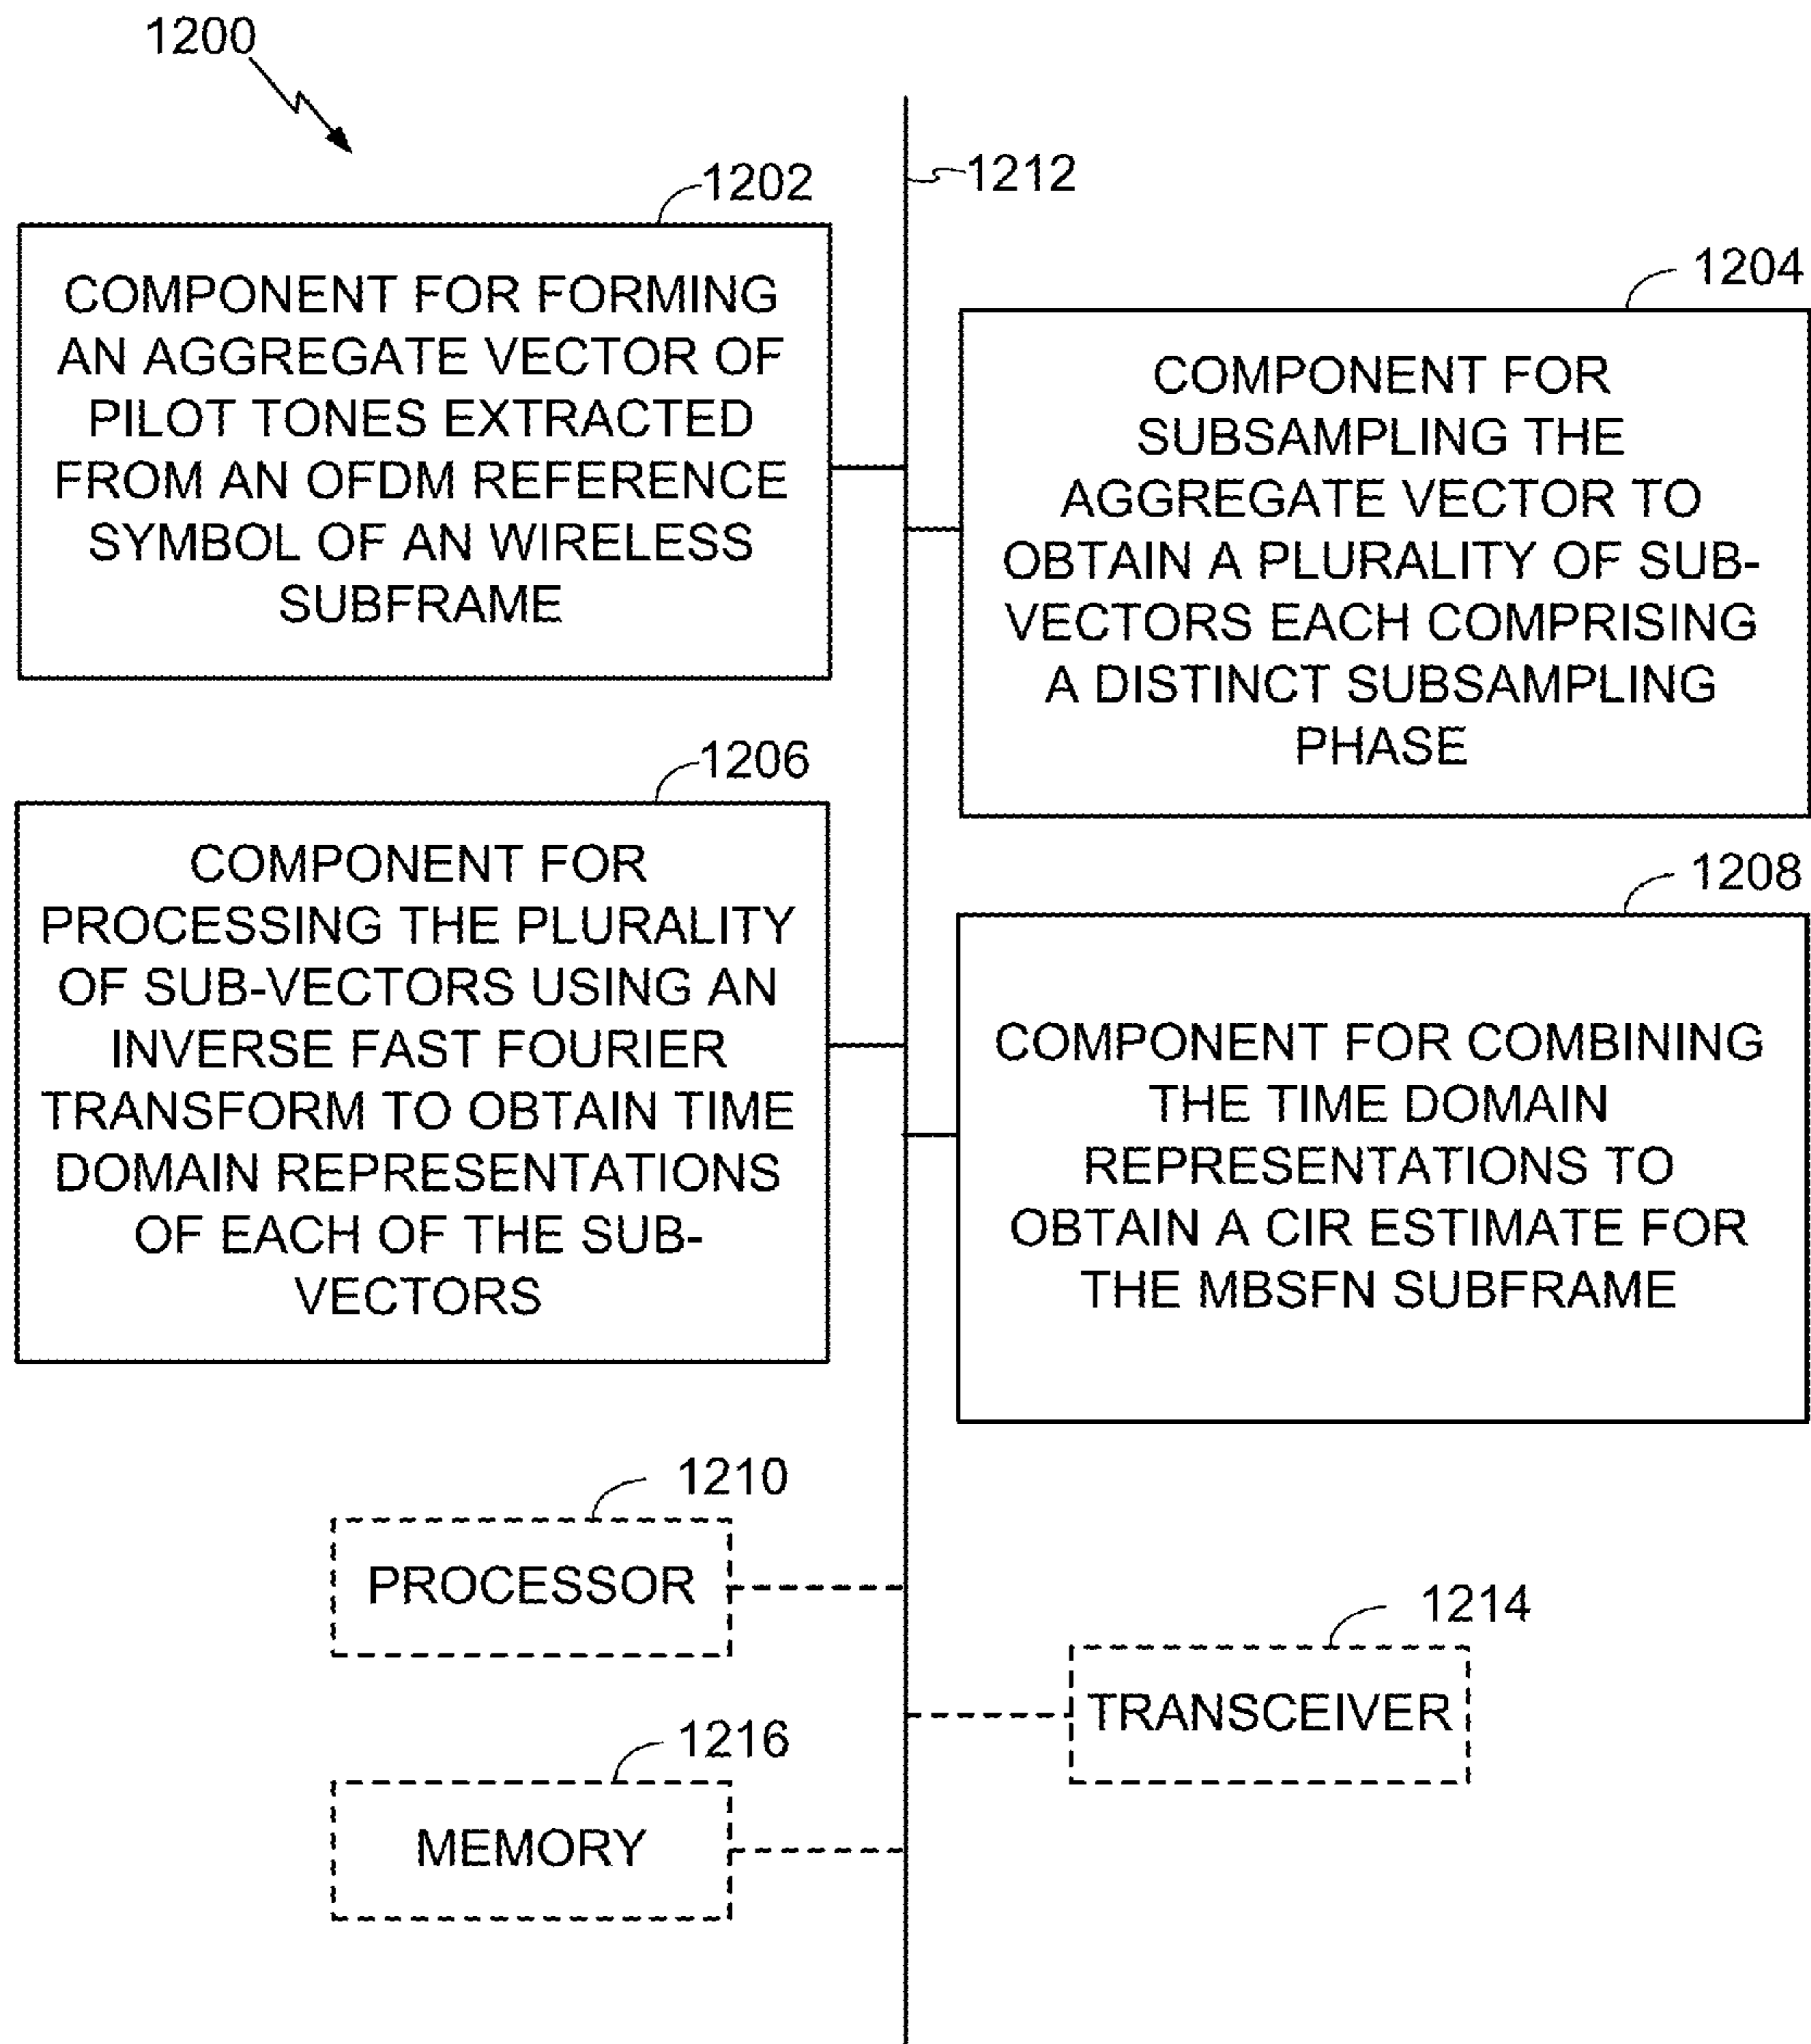 1200
1212
1202
COMPONENT FOR FORMING
AN AGGREGATE VECTOR OF
PILOT TONES EXTRACTED
FROM AN OFDM REFERENCE
SYMBOL OF AN WIRELESS
SUBFRAME
1204
COMPONENT FOR
SUBSAMPLING THE
AGGREGATE VECTOR TO
OBTAIN A PLURALITY OF SUB-
VECTORS EACH COMPRISING
A DISTINCT SUBSAMPLING
PHASE
1206
COMPONENT FOR
PROCESSING THE PLURALITY
OF SUB-VECTORS USING AN
INVERSE FAST FOURIER
TRANSFORM TO OBTAIN TIME
DOMAIN REPRESENTATIONS
OF EACH OF THE SUB-
VECTORS
1208
COMPONENT FOR COMBINING
THE TIME DOMAIN
REPRESENTATIONS TO
OBTAIN A CIR ESTIMATE FOR
THE MBSFN SUBFRAME
1210
PROCESSOR
1214
TRANSCEIVER
1216
MEMORY